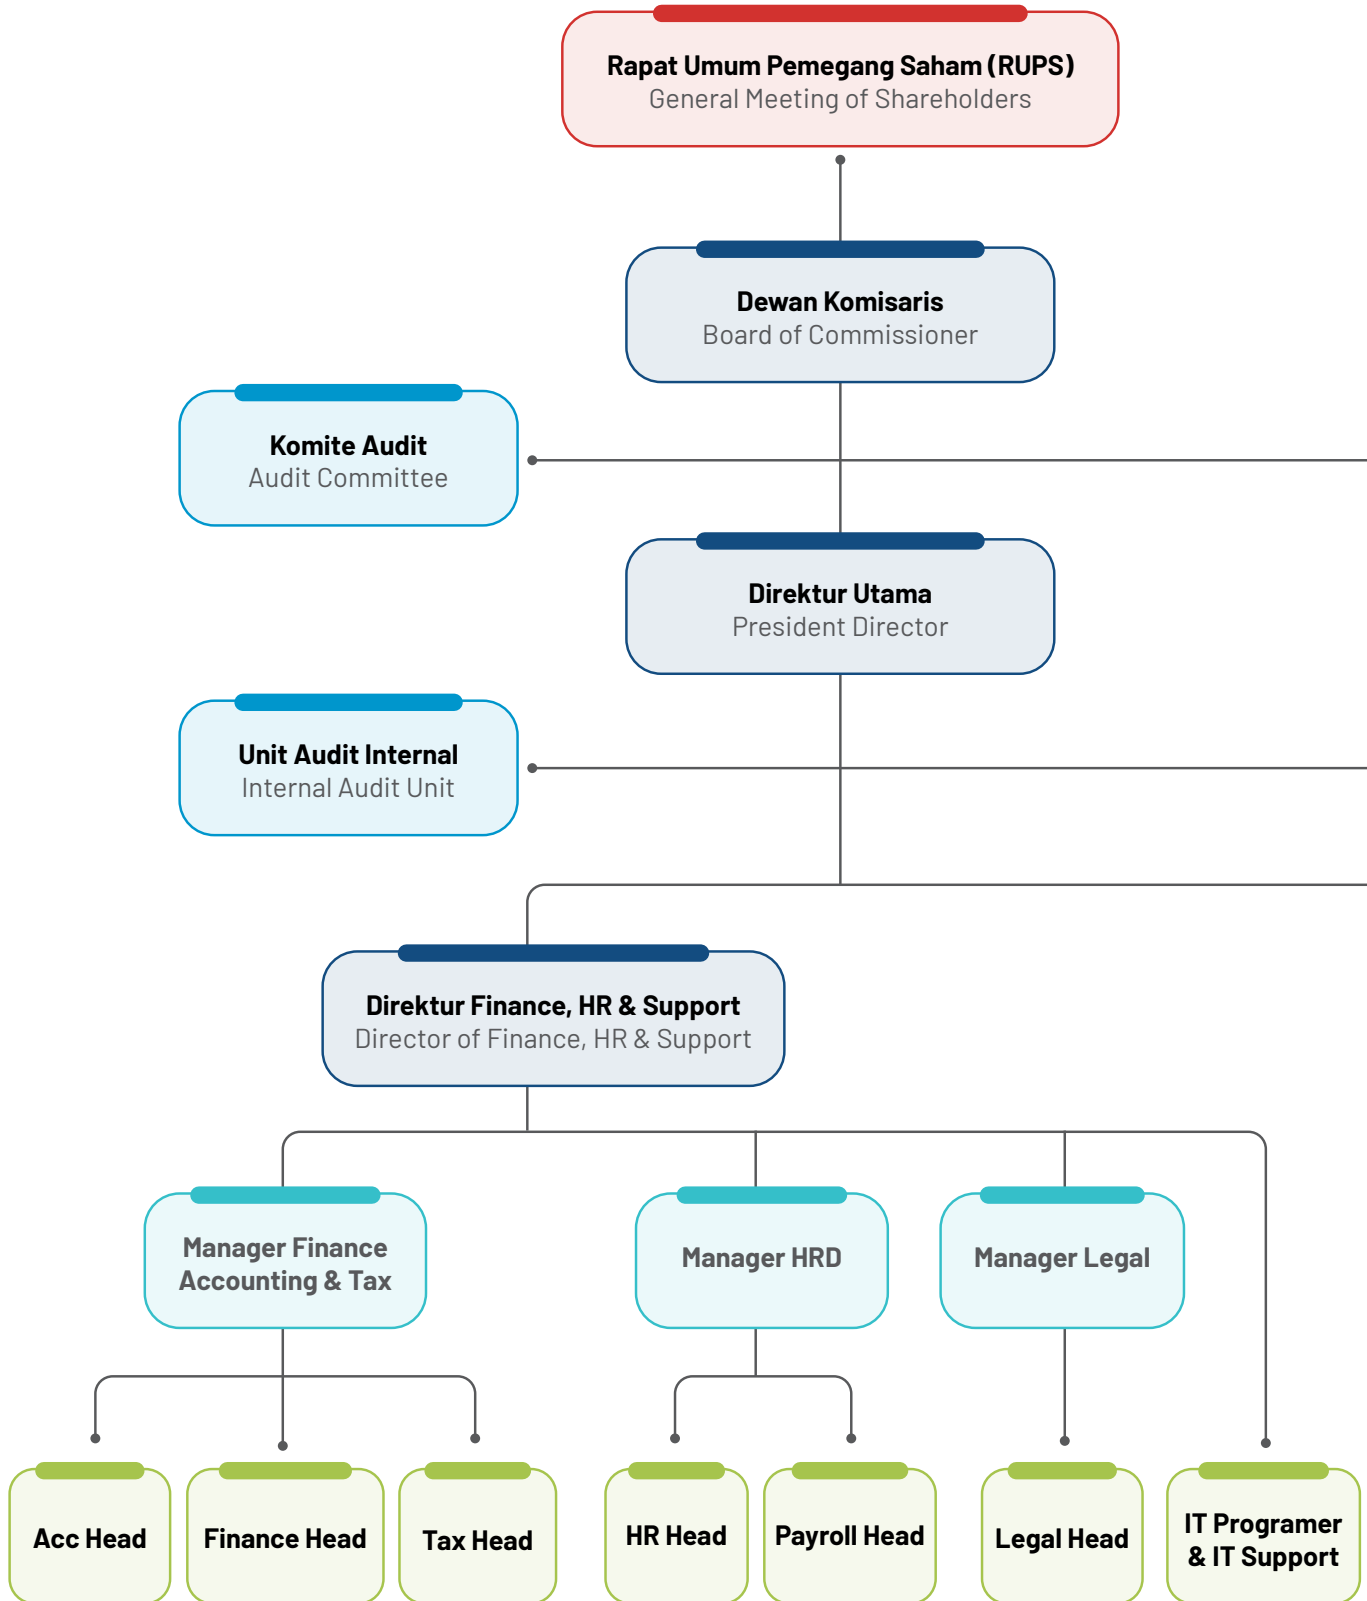 Rapat Umum Pemegang Saham (RUPS)
General Meeting of Shareholders
Dewan Komisaris
Board of Commissioner
Komite Audit
Audit Committee
Direktur Utama
President Director
Unit Audit Internal
Internal Audit Unit
Direktur Finance, HR & Support
Director of Finance, HR & Support
Manager Finance
Accounting & Tax
Manager HRD
Manager Legal
Acc Head
Finance Head
Tax Head
HR Head
Payroll Head
Legal Head
IT Programer
& IT Support